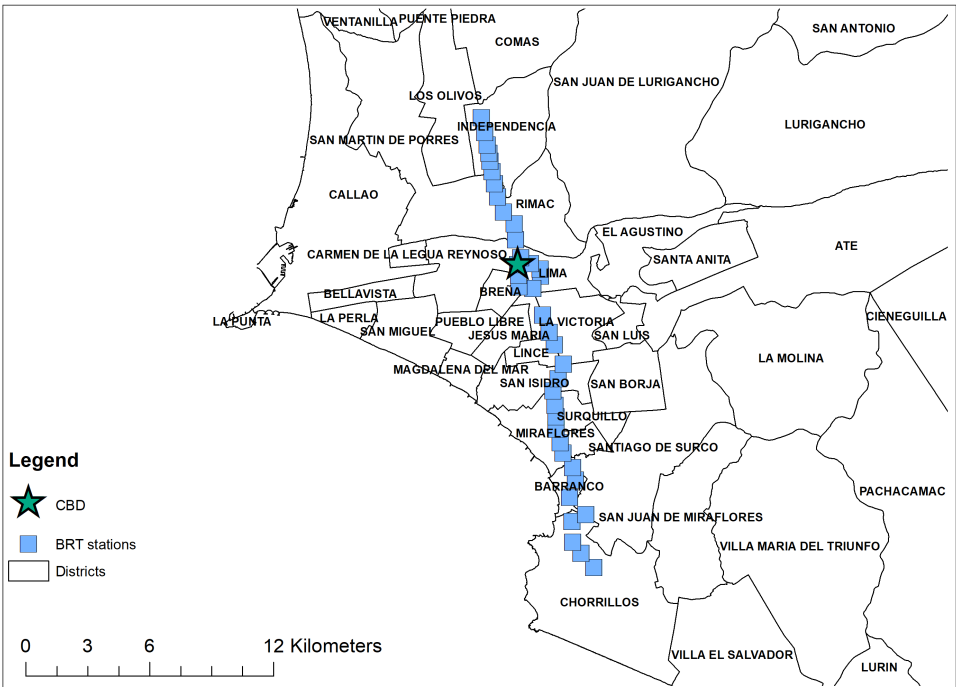 VENTANILLA
PUENTE PIEDRA
SAN ANTONIO
COMAS
SAN JUAN DE LURIGANCHO
LOS OLIVOS
LURIGANCHO
INDEPENDENCIA
SAN MARTIN DE PORRES
CALLAO
RIMAC
EL AGUSTINO
ATE
CARMEN DE LA LEGUA REYNOSO
SANTA ANITA
LIMA
BREÑA
BELLAVISTA
CIENEGUILLA
LA PUNTA
LA PERLA
PUEBLO LIBRE
LA VICTORIA
SAN MIGUEL
JESUS MARIA
SAN LUIS
LINCE
LA MOLINA
MAGDALENA DEL MAR
SAN ISIDRO
SAN BORJA
SURQUILLO
MIRAFLORES
SANTIAGO DE SURCO
BARRANCO
PACHACAMAC
SAN JUAN DE MIRAFLORES
VILLA MARIA DEL TRIUNFO
CHORRILLOS
VILLA EL SALVADOR
LURIN
Legend
CBD
BRT stations
Districts
0 3 6 12 Kilometers